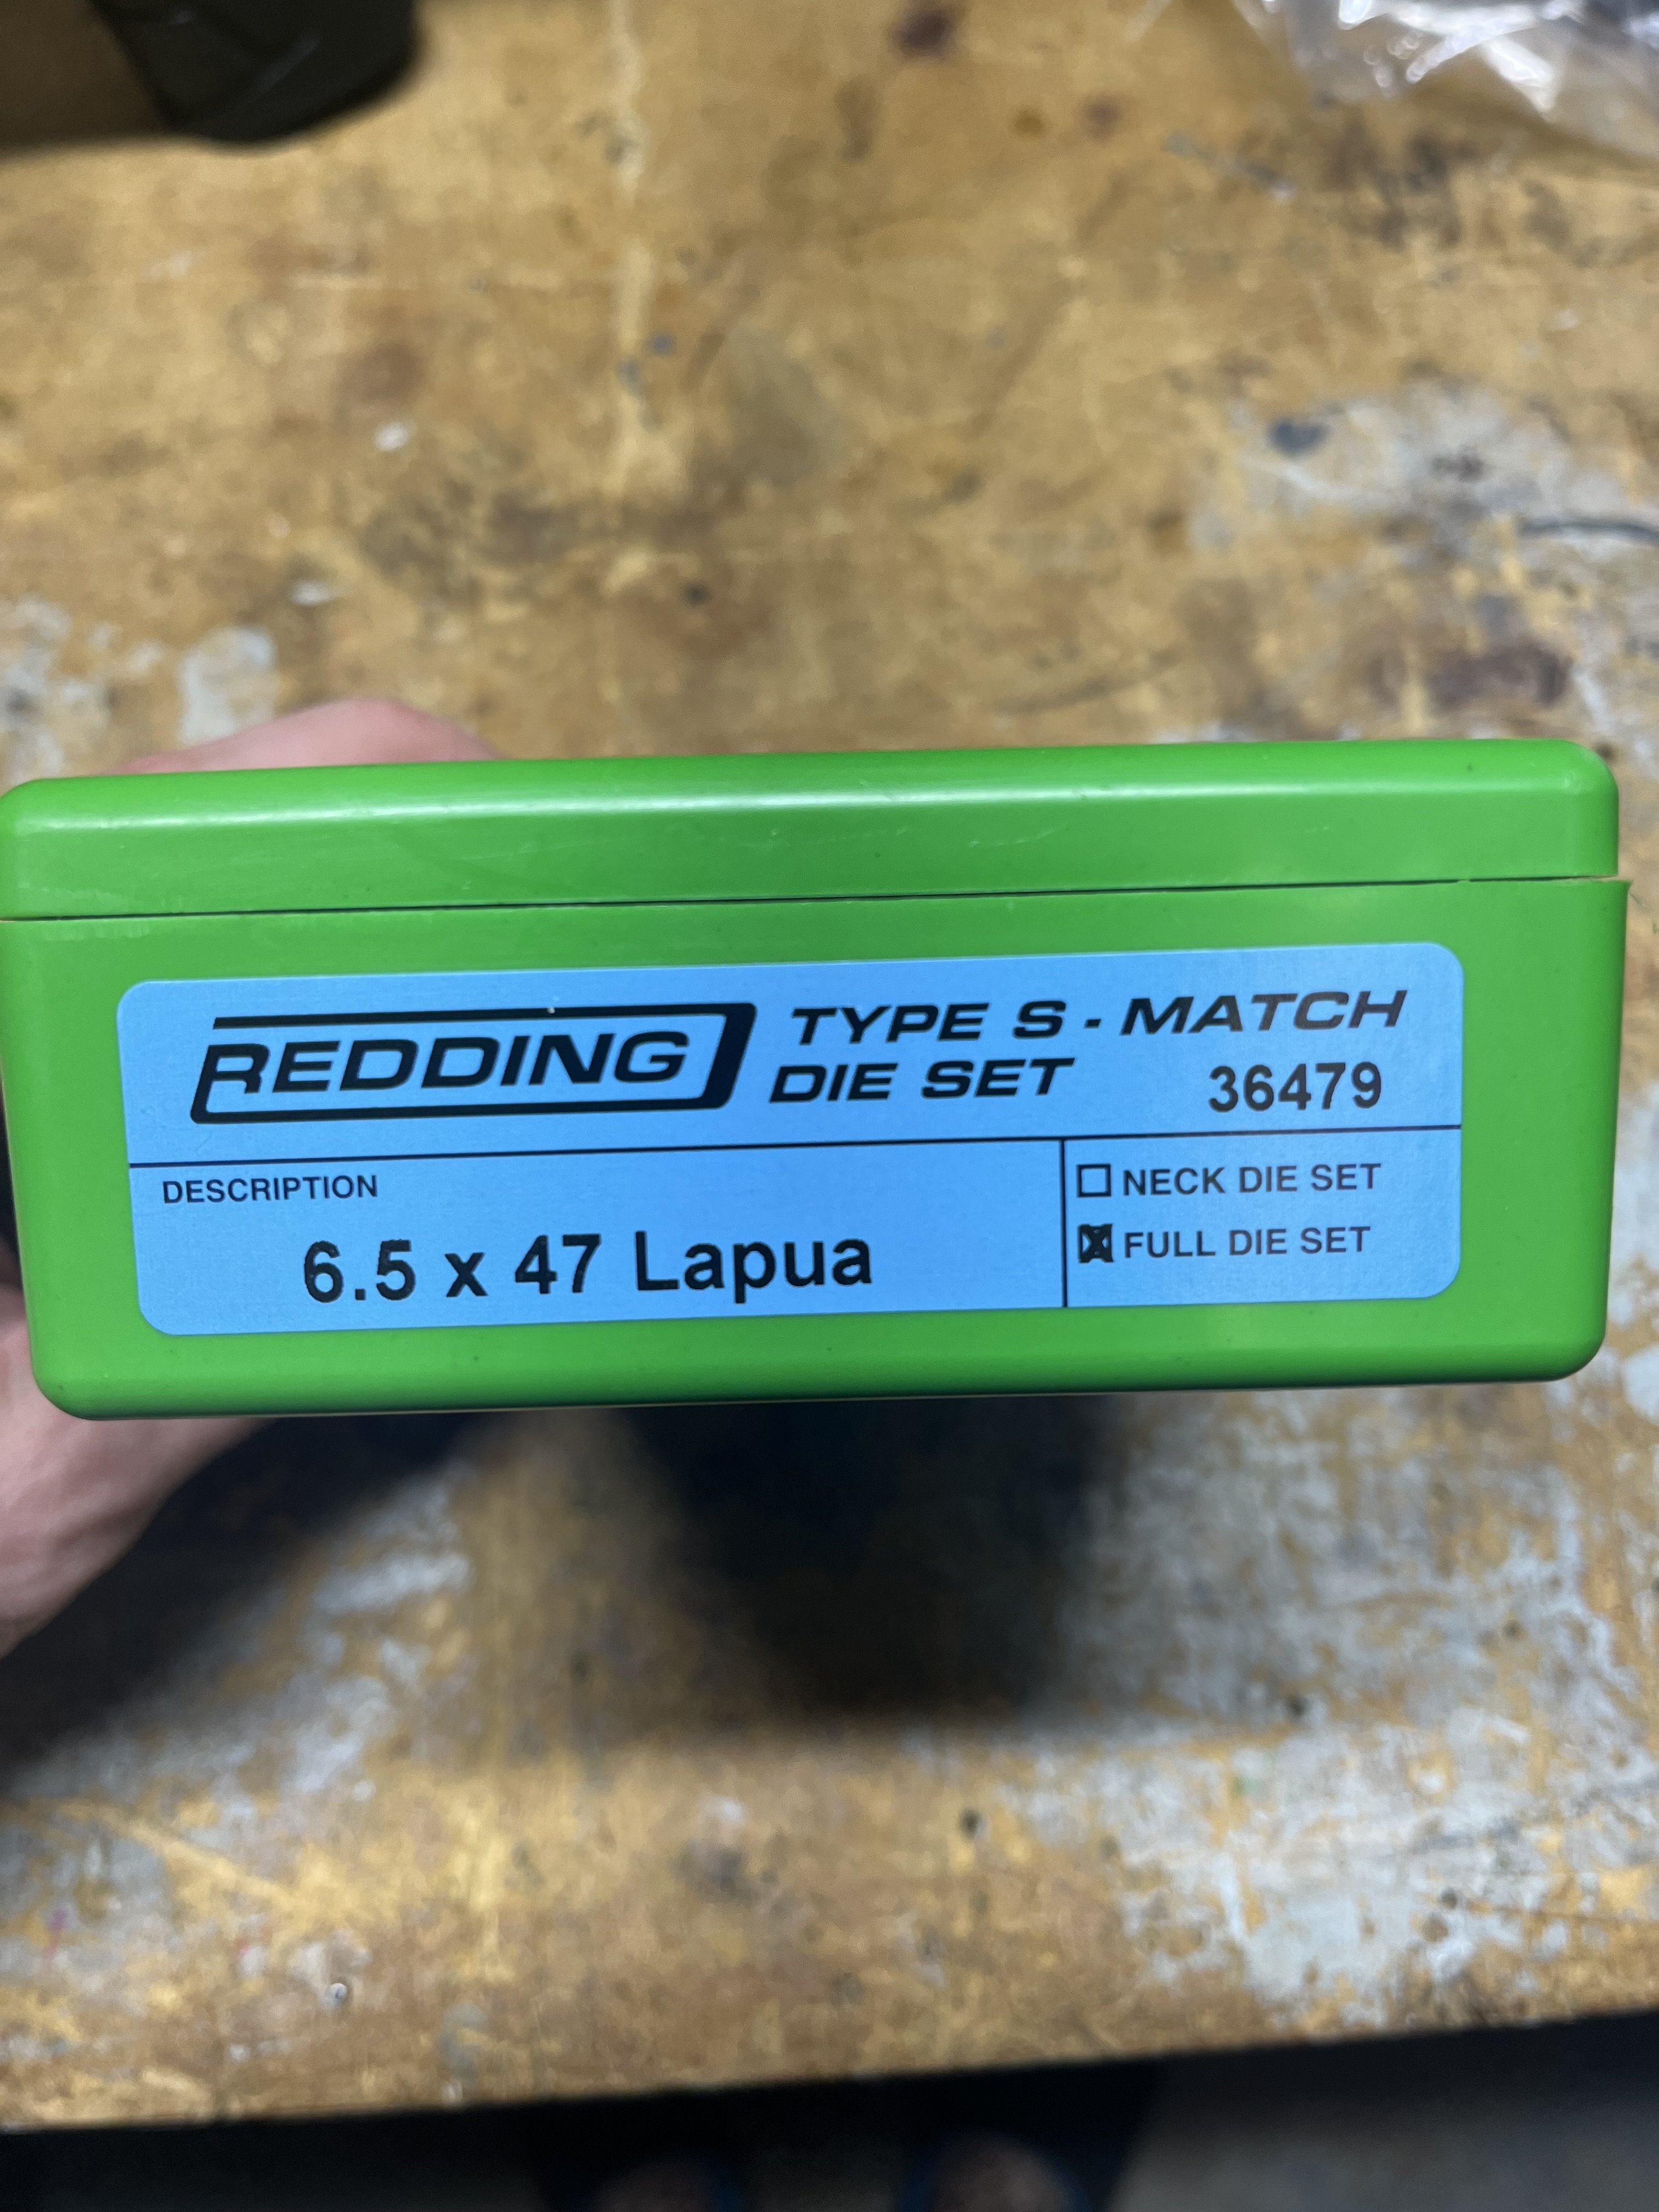 REDDING TYPE S - MATCH
DIE SET 36479
DESCRIPTION
6.5 x 47 Lapua
NECK DIE SET
FULL DIE SET